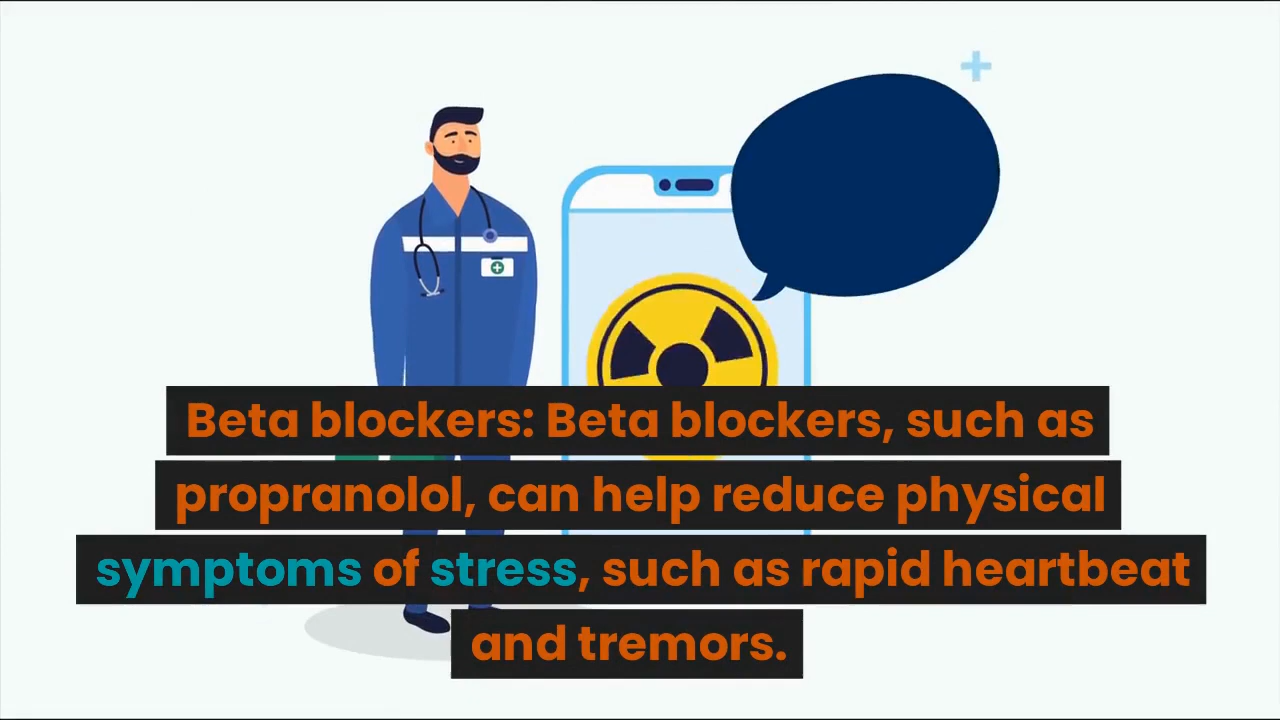 Beta blockers: Beta blockers, such as
propranolol, can help reduce physical
symptoms of stress, such as rapid heartbeat
and tremors.